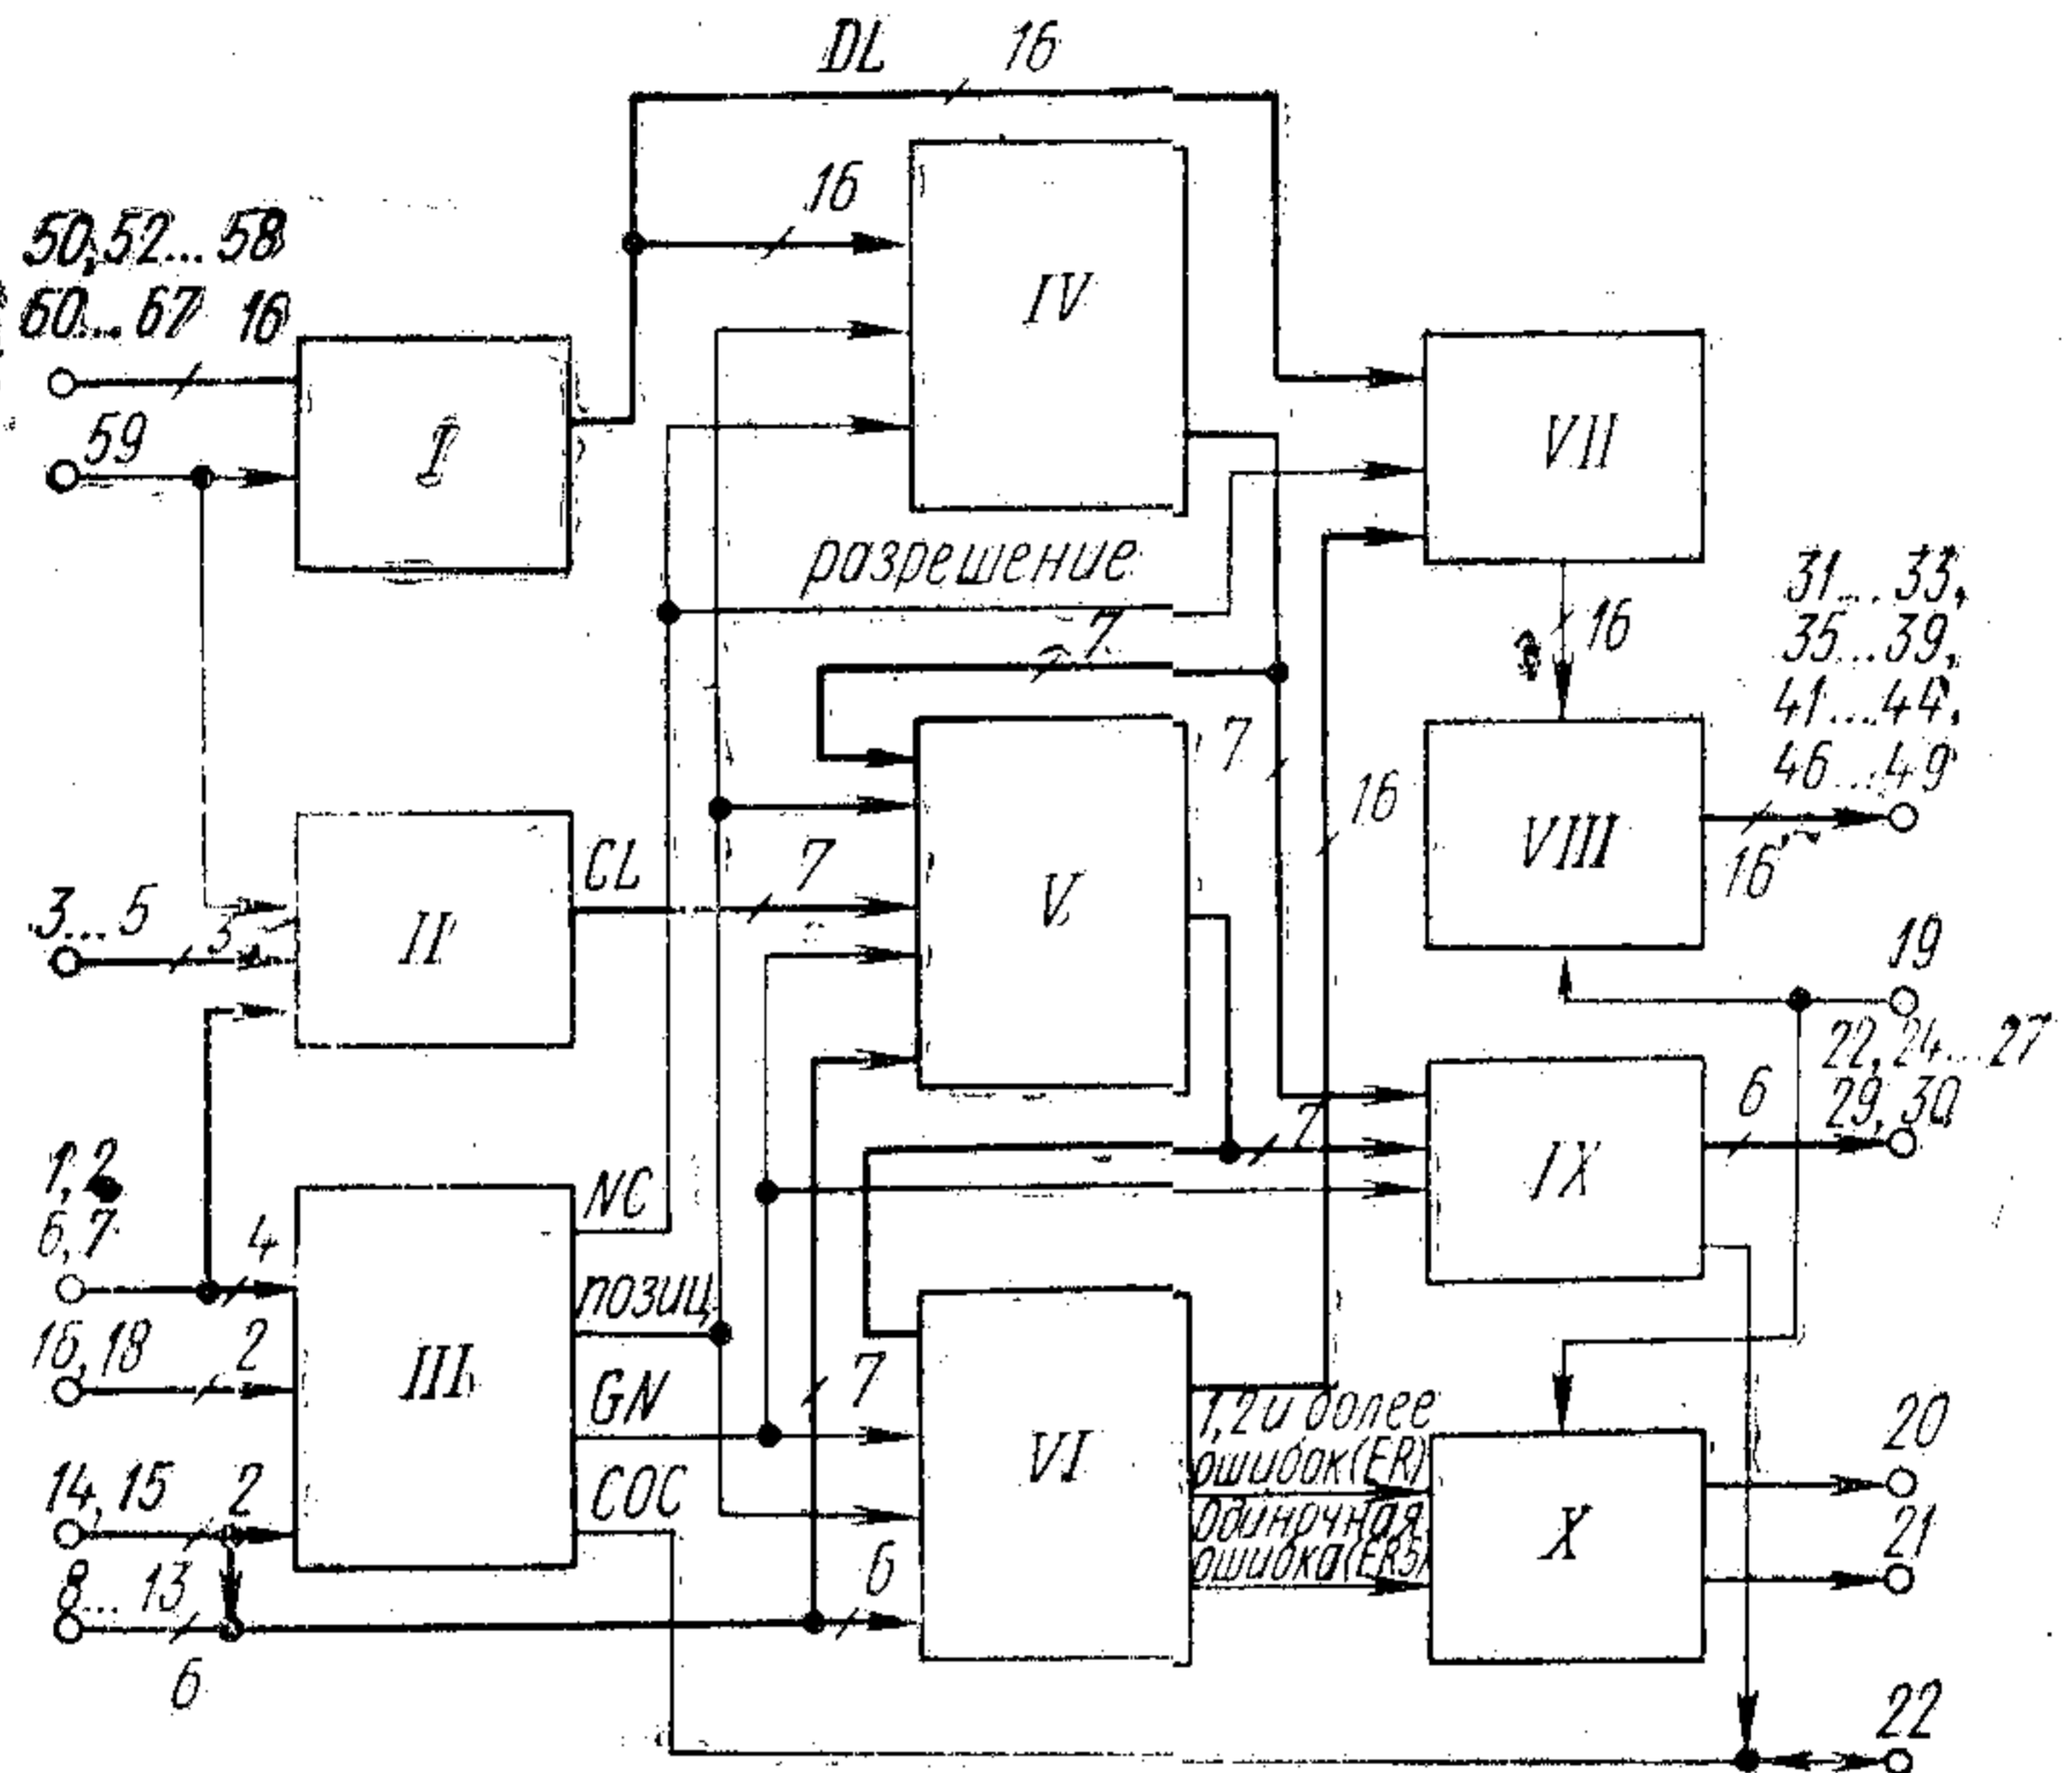 DL 16
16
50, 52... 58
60... 67 16
59
I
IV
VII
разрешение
7
31... 33,
35... 39,
41... 44,
46... 49
16
16
VIII
16
7
7
CL
V
3... 5
3
II
19
22, 24... 27
29, 30
6
1, 2
6, 7
4
NC
IX
16, 18
2
позиц
III
GN
7
VI
14, 15
2
COC
8... 13
6
6
1, 2 и более
ошибок (ER)
одиночная
ошибка (ERS)
X
20
21
22